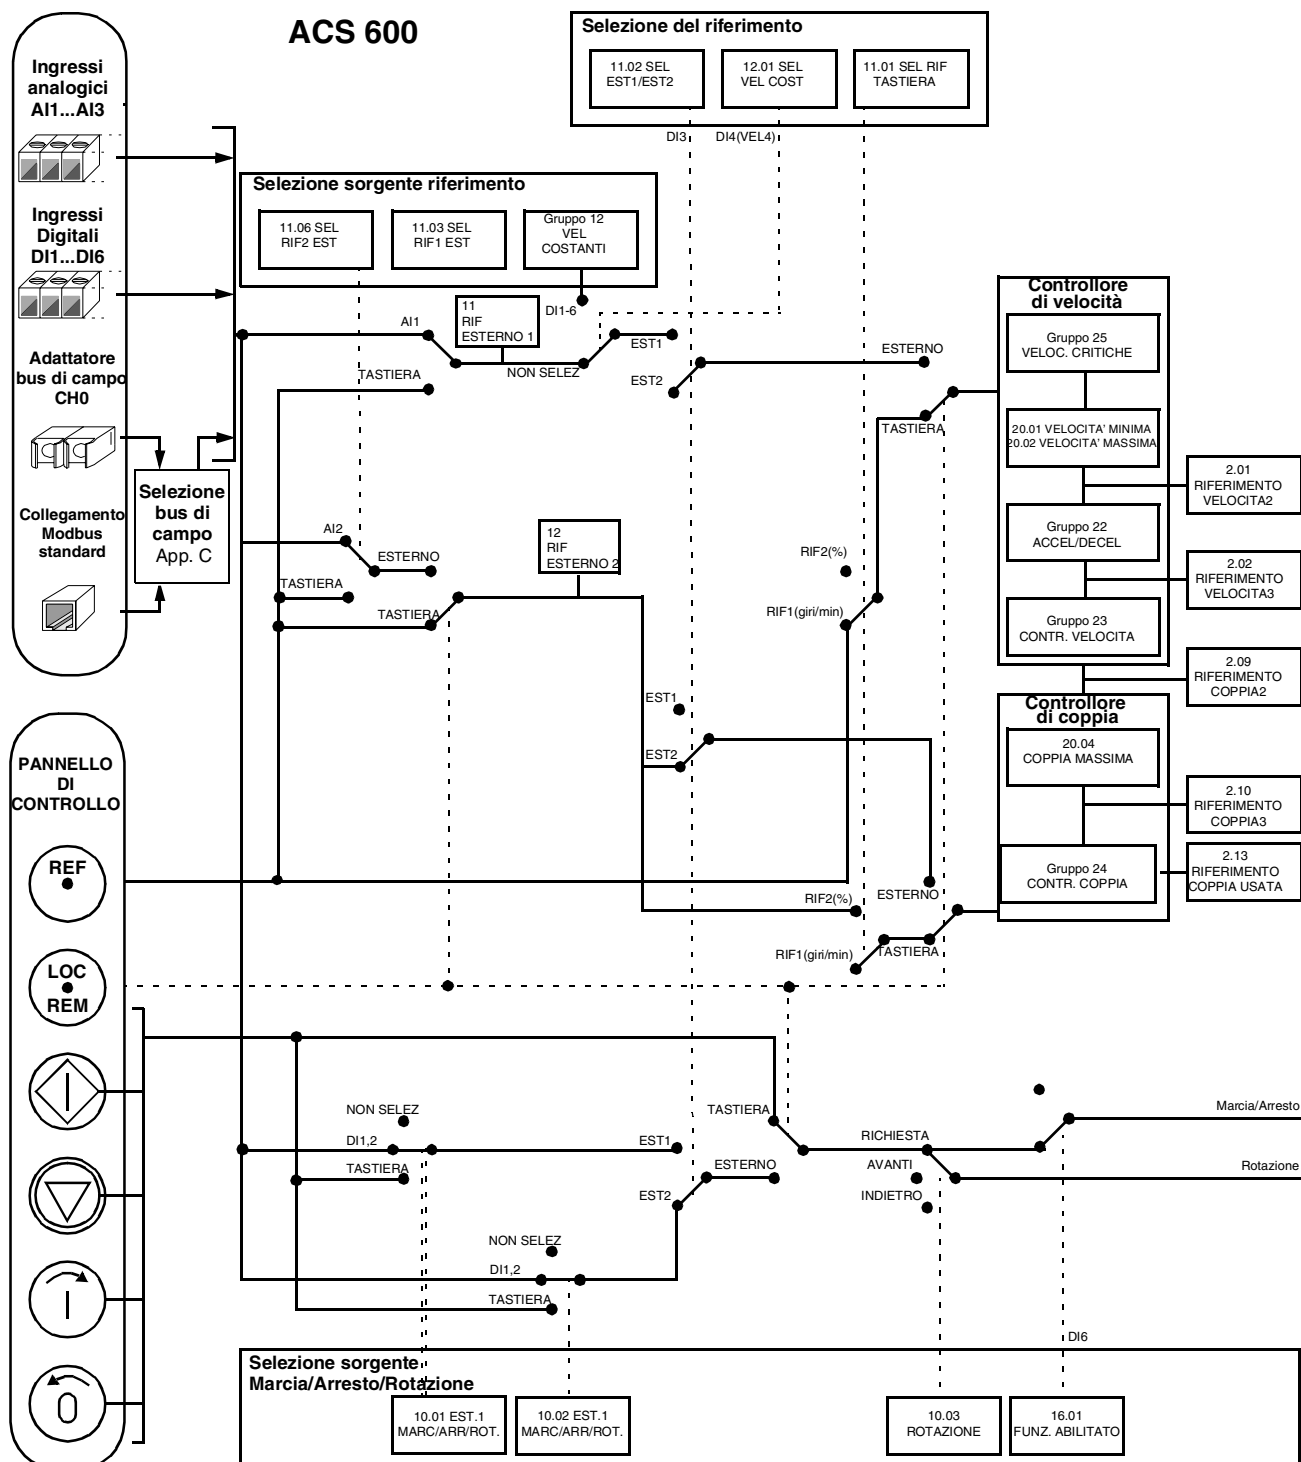 ACS 600
Ingressi
analogici
AI1...AI3
Ingressi
Digitali
DI1...DI6
Adattatore
bus di campo
CH0
Collegamento
Modbus
standard
Selezione
bus di
campo
App. C
Selezione del riferimento
11.02 SEL
EST1/EST2
12.01 SEL
VEL COST
11.01 SEL RIF
TASTIERA
DI3
DI4(VEL4)
Selezione sorgente riferimento
11.06 SEL
RIF2 EST
11.03 SEL
RIF1 EST
Gruppo 12
VEL
COSTANTI
AI1
11
RIF
ESTERNO 1
DI1-6
EST1
TASTIERA
NON SELEZ
EST2
ESTERNO
TASTIERA
AI2
ESTERNO
12
RIF
ESTERNO 2
TASTIERA
TASTIERA
RIF2(%)
RIF1(giri/min)
EST1
EST2
ESTERNO
RIF2(%)
RIF1(giri/min)
TASTIERA
Controllore
di velocità
Gruppo 25
VELOC. CRITICHE
20.01 VELOCITA' MINIMA
20.02 VELOCITA' MASSIMA
Gruppo 22
ACCEL/DECEL
Gruppo 23
CONTR. VELOCITA
2.01
RIFERIMENTO
VELOCITA2
2.02
RIFERIMENTO
VELOCITA3
2.09
RIFERIMENTO
COPPIA2
Controllore
di coppia
20.04
COPPIA MASSIMA
Gruppo 24
CONTR. COPPIA
2.10
RIFERIMENTO
COPPIA3
2.13
RIFERIMENTO
COPPIA USATA
PANNELLO
DI
CONTROLLO
REF
LOC
REM
I
I
0
NON SELEZ
DI1,2
TASTIERA
EST1
EST2
TASTIERA
ESTERNO
RICHIESTA
AVANTI
INDIETRO
Marcia/Arresto
Rotazione
NON SELEZ
DI1,2
TASTIERA
DI6
Selezione sorgente
Marcia/Arresto/Rotazione
10.01 EST.1
MARC/ARR/ROT.
10.02 EST.1
MARC/ARR/ROT.
10.03
ROTAZIONE
16.01
FUNZ. ABILITATO